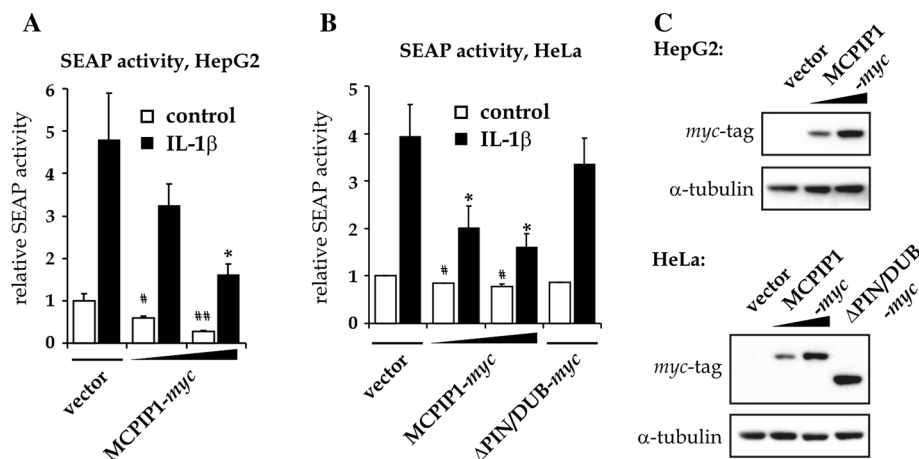 A
SEAP activity, HepG2
relative SEAP activity
6
5
4
3
2
1
0
control
IL-1β
#
##
*
vector
MCPIP1-myc
B
SEAP activity, HeLa
relative SEAP activity
5
4
3
2
1
0
control
IL-1β
#
*
#
*
vector
MCPIP1-myc
ΔPIN/DUB-myc
C
HepG2:
vector
MCPIP1
-myc
myc-tag
α-tubulin
HeLa:
vector
MCPIP1
-myc
ΔPIN/DUB
-myc
myc-tag
α-tubulin